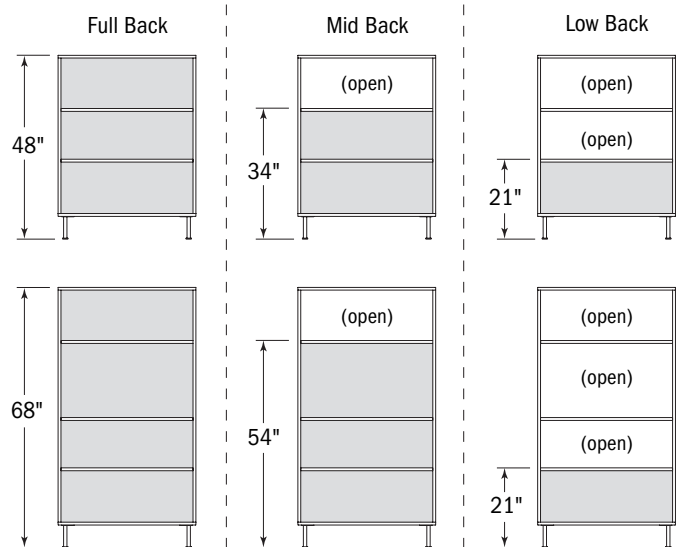 Full Back
Mid Back
Low Back
(open)
(open)
(open)
48"
34"
21"
(open)
(open)
(open)
(open)
68"
54"
21"